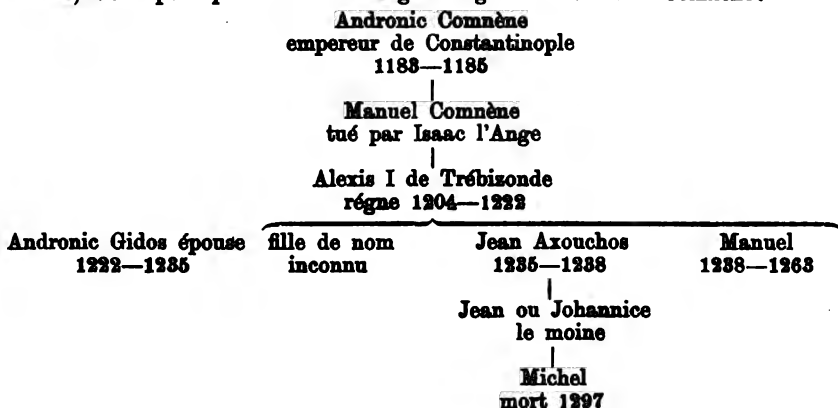 Andronic Comnène
empereur de Constantinople
1183—1185
Manuel Comnène
tué par Isaac l'Ange
Alexis I de Trébizonde
régne 1204—1222
Andronic Gidos épouse fille de nom Jean Axouchos Manuel
1222—1235 inconnu 1235—1238 1238—1263
Jean ou Johannice
le moine
Michel
mort 1297